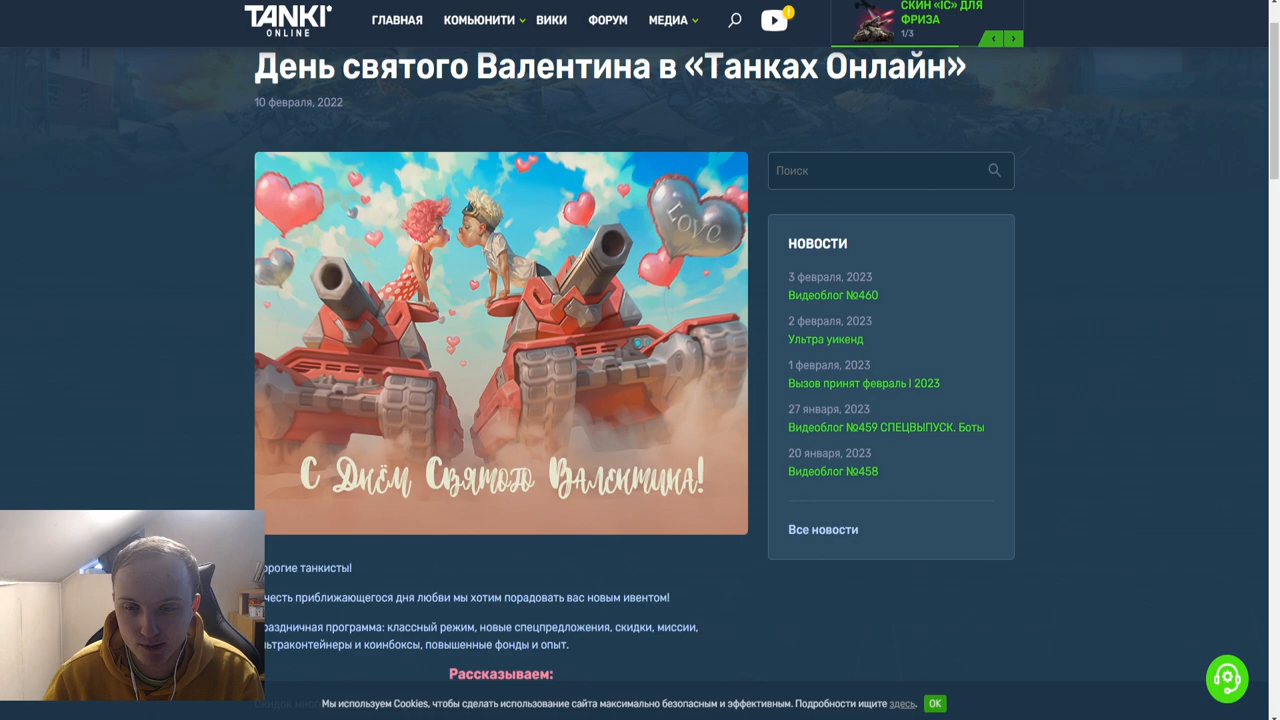 TANKI
ONLINE
ГЛАВНАЯ
КОМЬЮНИТИ
ВИКИ
ФОРУМ
МЕДИА
!
СКИН «IC» ДЛЯ
ФРИЗА
1/3
День святого Валентина в «Танках Онлайн»
10 февраля, 2022
LOVE
С Днём Святого Валентина!
Поиск
НОВОСТИ
3 февраля, 2023
Видеоблог №460
2 февраля, 2023
Ультра уикенд
1 февраля, 2023
Вызов принят февраль I 2023
27 января, 2023
Видеоблог №459 СПЕЦВЫПУСК. Боты
20 января, 2023
Видеоблог №458
Все новости
орогие танкисты!
честь приближающегося дня любви мы хотим порадовать вас новым ивентом!
раздничная программа: классный режим, новые спецпредложения, скидки, миссии,
льтраконтейнеры и коинбоксы, повышенные фонды и опыт.
Рассказываем:
Мы используем Cookies, чтобы сделать использование сайта максимально безопасным и эффективным. Подробности ищите здесь.
OK